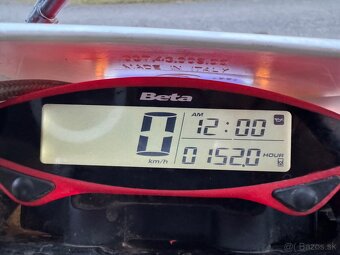 MADE IN ITALY
Beta
AM
12:00
0
km/h
0152.0 HOUR
© Bazos.sk